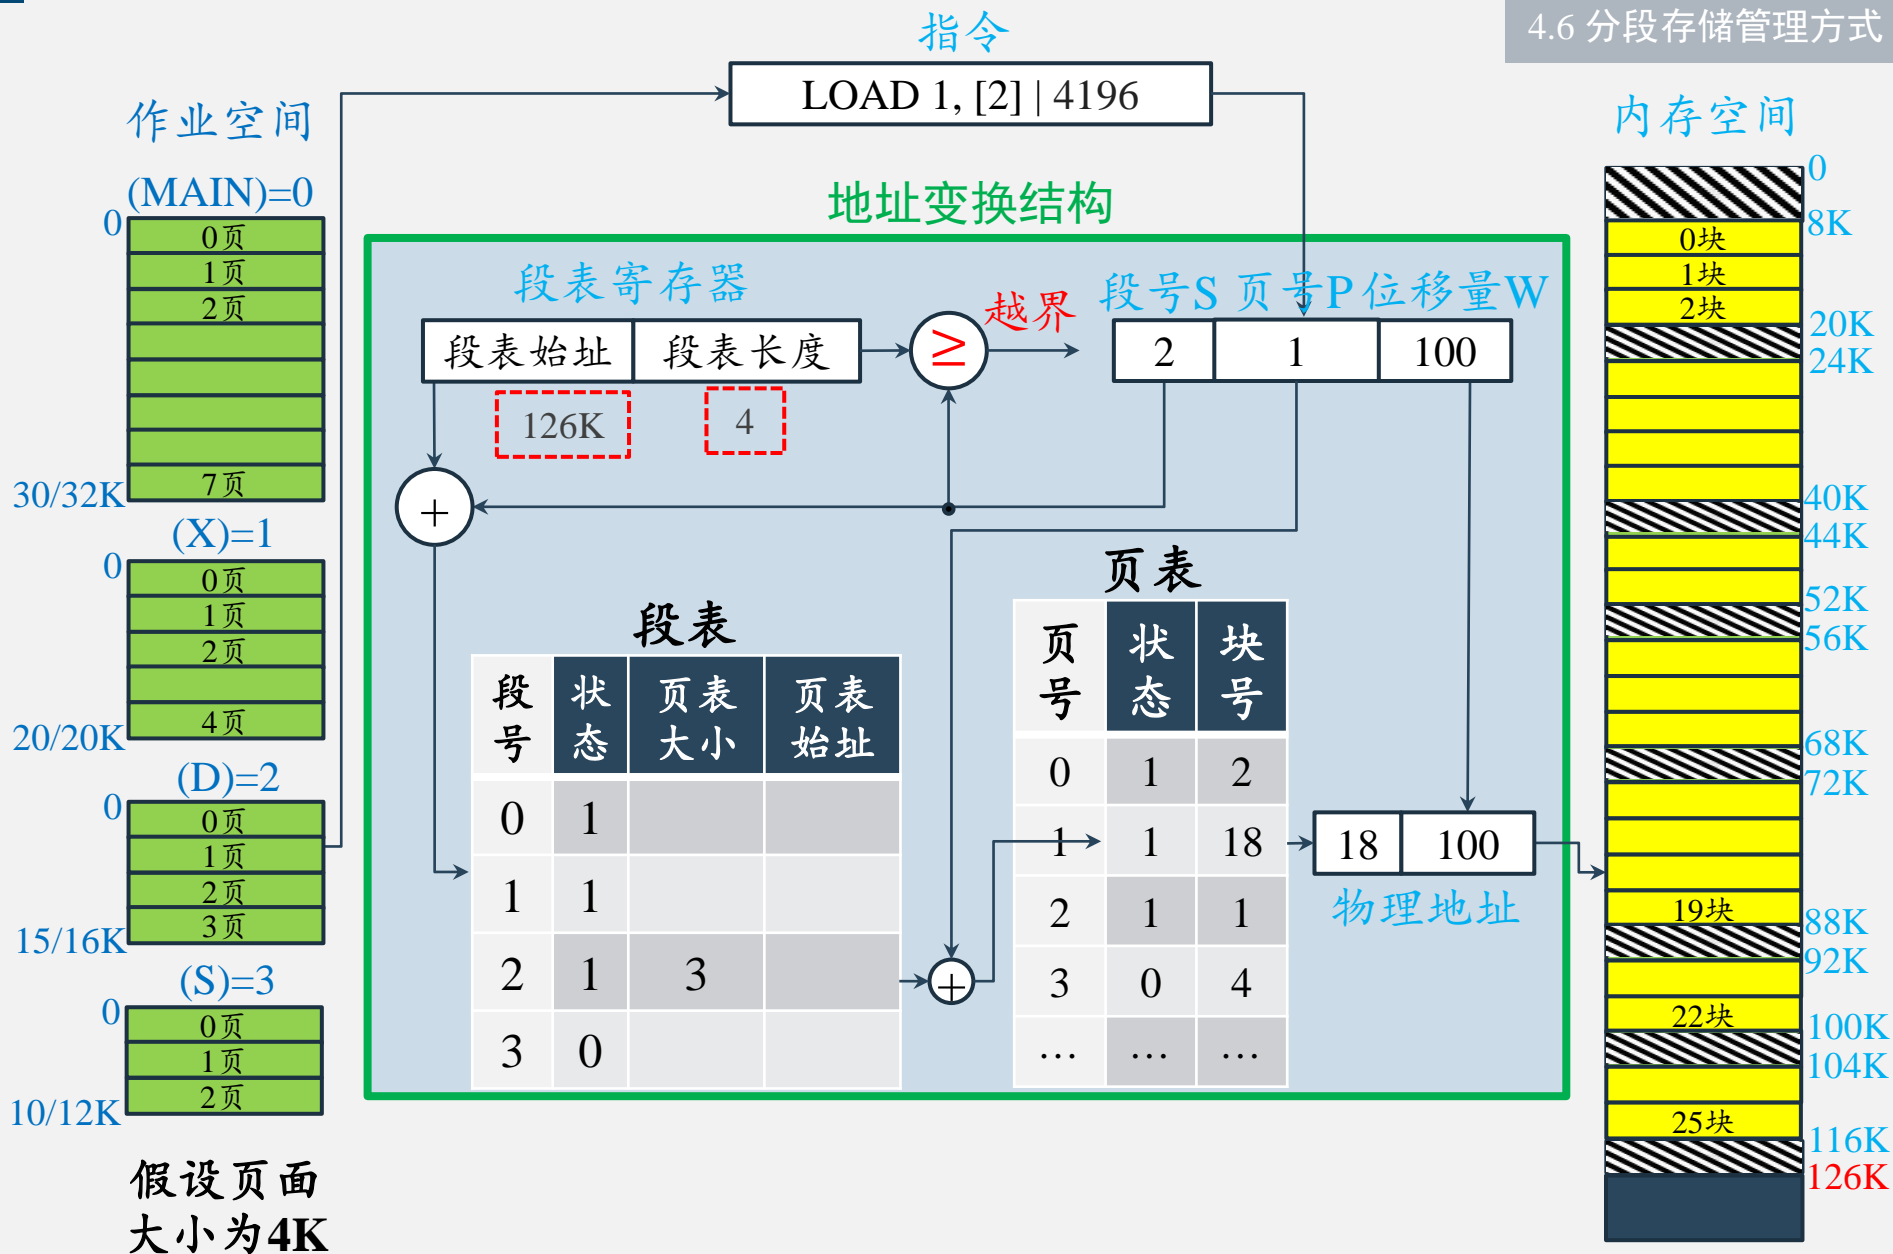 4.6 分段存储管理方式
指令
LOAD 1, [2] | 4196
作业空间
(MAIN)=0
0
0页
1页
2页
7页
30/32K
(X)=1
0
0页
1页
2页
4页
20/20K
(D)=2
0
0页
1页
2页
3页
15/16K
(S)=3
0
0页
1页
2页
10/12K
假设页面
大小为4K
地址变换结构
段表寄存器
段表始址 段表长度
126K 4
≥
越界
段号S 页号P 位移量W
2 1 100
+
段表
段号 状态 页表大小 页表始址
0 1
1 1
2 1 3
3 0
+
页表
页号 状态 块号
0 1 2
1 1 18
2 1 1
3 0 4
… … …
18 100
物理地址
内存空间
0
8K
0块
1块
2块
20K
24K
40K
44K
52K
56K
68K
72K
19块
88K
92K
22块
100K
104K
25块
116K
126K